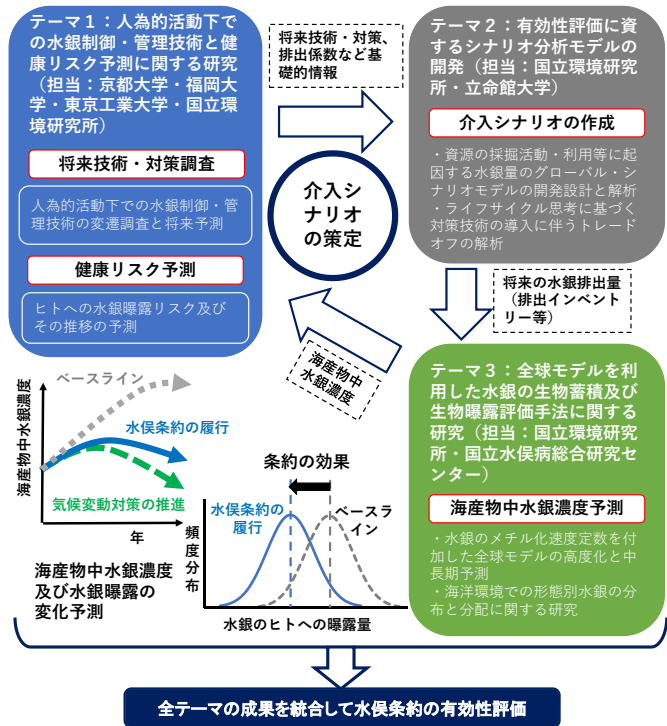 テーマ１：人為的活動下で
の水銀制御・管理技術と健
康リスク予測に関する研究
（担当：京都大学・福岡大
学・東京工業大学・国立環
境研究所）
将来技術・対策調査
人為的活動下での水銀制御・管
理技術の変遷調査と将来予測
健康リスク予測
ヒトへの水銀曝露リスク及び
その推移の予測
将来技術・対策、
排出係数など基
礎的情報
介入シ
ナリオ
の策定
テーマ２：有効性評価に資
するシナリオ分析モデルの
開発（担当：国立環境研究
所・立命館大学）
介入シナリオの作成
・資源の採掘活動・利用等に起
因する水銀量のグローバル・シ
ナリオモデルの開発設計と解析
・ライフサイクル思考に基づく
対策技術の導入に伴うトレード
オフの解析
将来の水銀排出量
（排出インベント
リー等）
海産物中
水銀濃度
テーマ３：全球モデルを利
用した水銀の生物蓄積及び
生物曝露評価手法に関する
研究（担当：国立環境研究
所・国立水俣病総合研究セ
ンター）
海産物中水銀濃度予測
・水銀のメチル化速度定数を付
加した全球モデルの高度化と中
長期予測
・海洋環境での形態別水銀の分
布と分配に関する研究
海産物中水銀濃度
ベースライン
水俣条約の履行
気候変動対策の推進
年
海産物中水銀濃度
及び水銀曝露の
変化予測
条約の効果
水俣条約の
履行
ベースラ
イン
頻度分布
水銀のヒトへの曝露量
全テーマの成果を統合して水俣条約の有効性評価